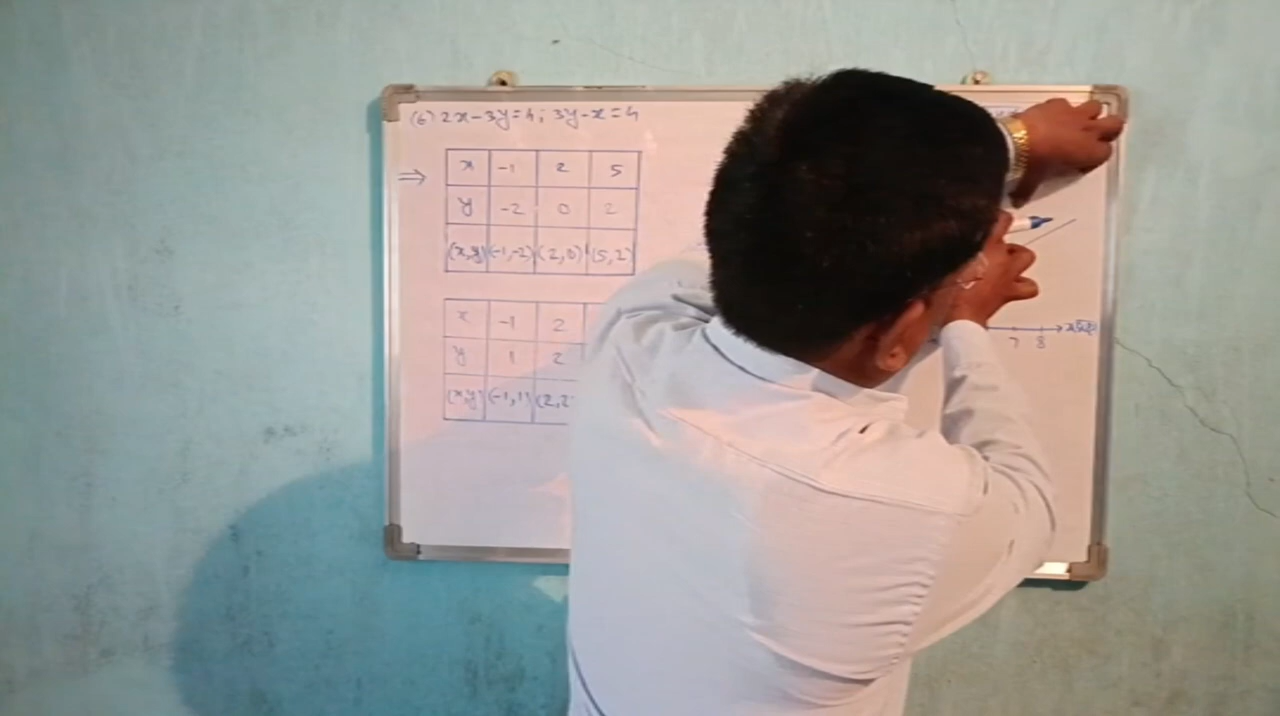 (6) 2x-3y=4; 3y-x=4
⇒ x -1 2 5
y -2 0 2
(x,y) (-1,-2) (2,0) (5,2)
x -1 2
y 1 2
(x,y) (-1,1) (2,2
7 8